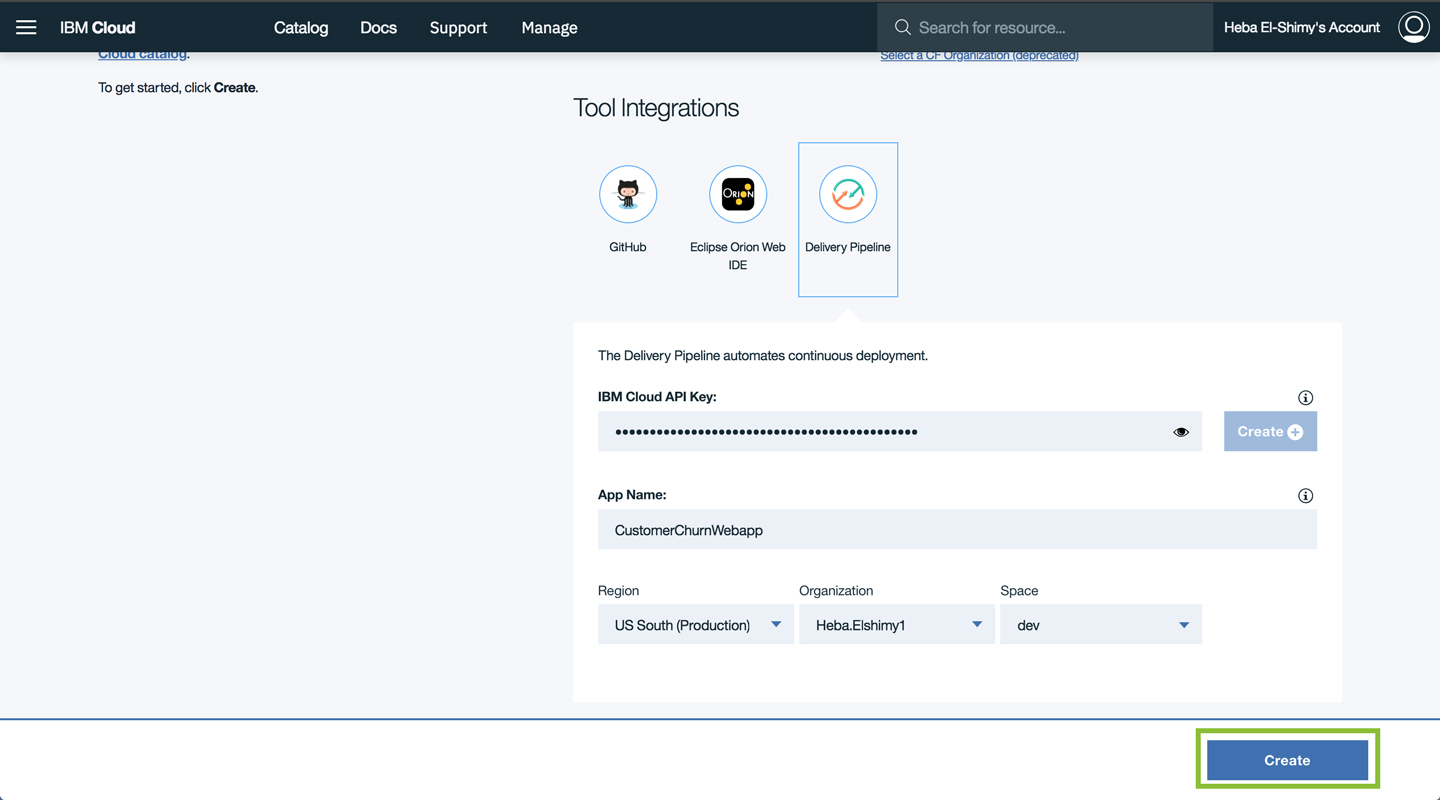 IBM Cloud
Catalog
Docs
Support
Manage
Search for resource...
Heba El-Shimy's Account
Cloud catalog.
Select a CF Organization (deprecated)
To get started, click Create.
Tool Integrations
ORION
GitHub
Eclipse Orion Web
IDE
Delivery Pipeline
The Delivery Pipeline automates continuous deployment.
IBM Cloud API Key:
••••••••••••••••••••••••••••••••••••••••••••
Create
App Name:
CustomerChurnWebapp
Region
Organization
Space
US South (Production)
Heba.Elshimy1
dev
Create